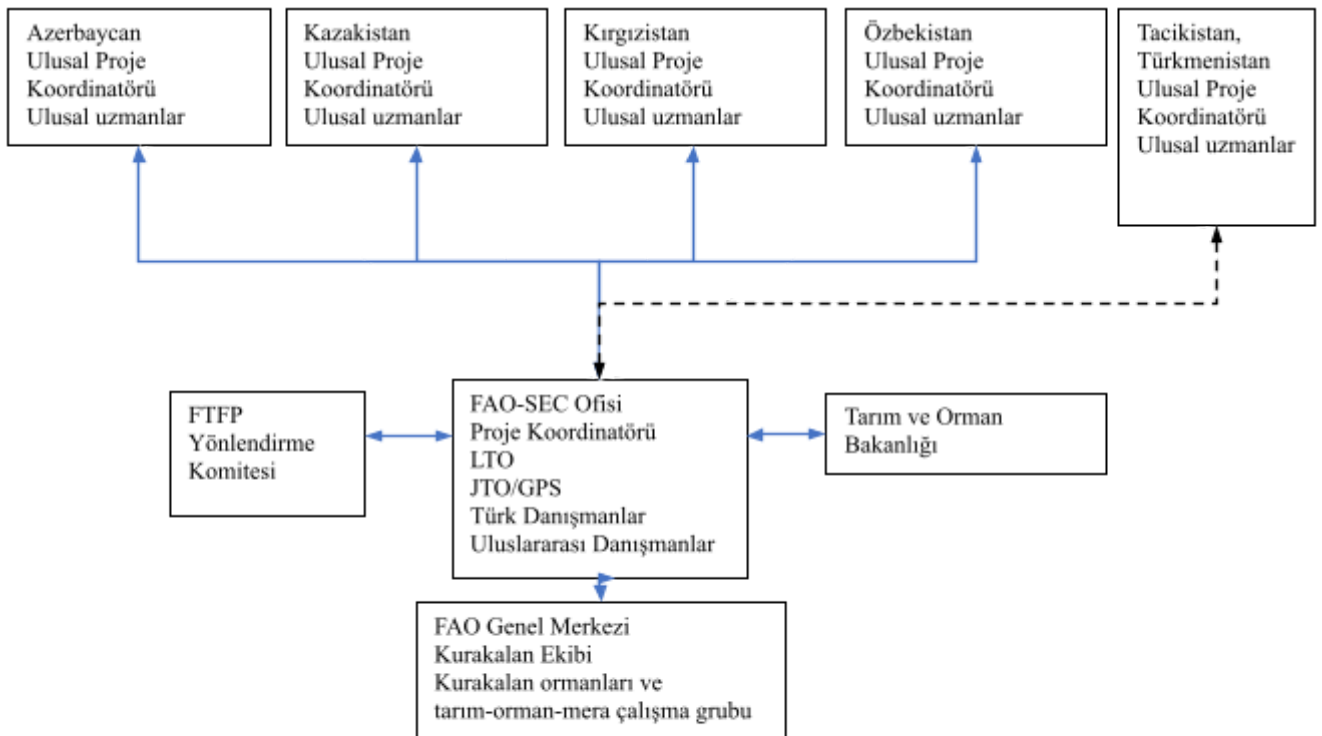 Azerbaycan
Ulusal Proje
Koordinatörü
Ulusal uzmanlar
Kazakistan
Ulusal Proje
Koordinatörü
Ulusal uzmanlar
Kırgızistan
Ulusal Proje
Koordinatörü
Ulusal uzmanlar
Özbekistan
Ulusal Proje
Koordinatörü
Ulusal uzmanlar
Tacikistan,
Türkmenistan
Ulusal Proje
Koordinatörü
Ulusal uzmanlar
FTFP
Yönlendirme
Komitesi
FAO-SEC Ofisi
Proje Koordinatörü
LTO
JTO/GPS
Türk Danışmanlar
Uluslararası Danışmanlar
Tarım ve Orman
Bakanlığı
FAO Genel Merkezi
Kurakalan Ekibi
Kurakalan ormanları ve
tarım-orman-mera çalışma grubu